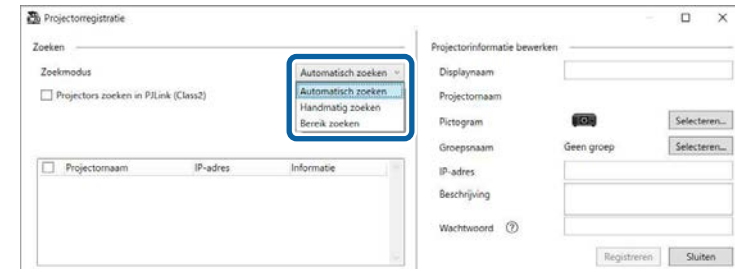 Projectorregistratie
Zoeken
Zoekmodus
Automatisch zoeken
Automatisch zoeken
Handmatig zoeken
Bereik zoeken
Projectors zoeken in PJLink (Class2)
Projectornaam IP-adres Informatie
Projectorinformatie bewerken
Displaynaam
Projectornaam
Pictogram Selecteren...
Groepsnaam Geen groep Selecteren...
IP-adres
Beschrijving
Wachtwoord ?
Registreren Sluiten